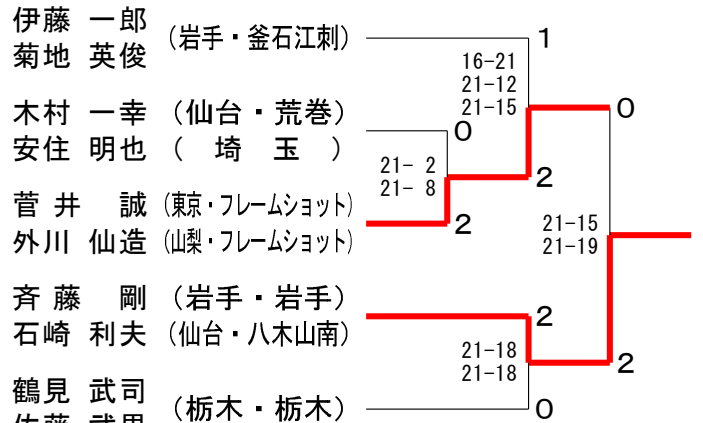 伊藤 一郎 (岩手・釜石江刺) 1
菊地 英俊
16-21
21-12
21-15
木村 一幸 (仙台・荒巻) 0
安住 明也 ( 埼 玉 )
0
21- 2
21- 8
2
菅井 誠 (東京・フレームショット) 2
外川 仙造 (山梨・フレームショット)
21-15
21-19
斉藤 剛 (岩手・岩手) 2
石崎 利夫 (仙台・八木山南)
21-18
21-18
2
鶴見 武司
(栃木・栃木) 0